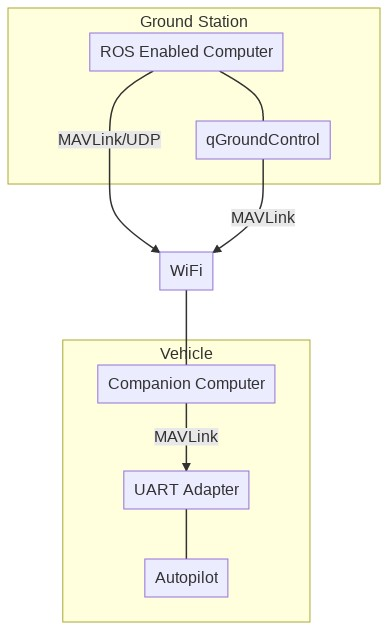 Ground Station
ROS Enabled Computer
MAVLink/UDP
qGroundControl
MAVLink
WiFi
Vehicle
Companion Computer
MAVLink
UART Adapter
Autopilot